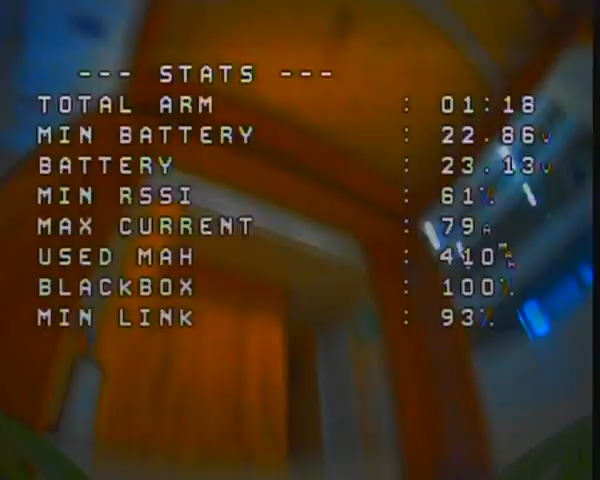 --- STATS ---
TOTAL ARM : 01:18
MIN BATTERY : 22.86V
BATTERY : 23.13V
MIN RSSI : 61%
MAX CURRENT : 79A
USED MAH : 410mAh
BLACKBOX : 100%
MIN LINK : 93%